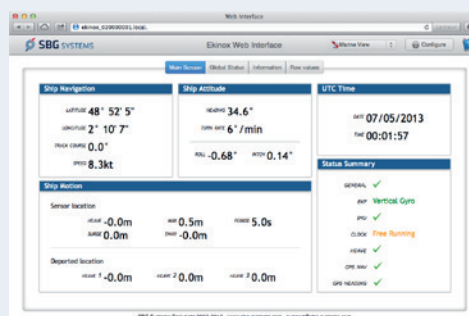 Web Interface
ekinox_020000001.local.
SBG SYSTEMS
Ekinox Web Interface
Marine View
Configure
Main Screen
Global Status
Information
Raw values
Ship Navigation
LATITUDE 48° 52' 5"
LONGITUDE 2° 10' 7"
TRACK COURSE 0.0°
SPEED 8.3kt
Ship Attitude
HEADING 34.6°
TURN RATE 6°/min
ROLL -0.68° PITCH 0.14°
UTC Time
DATE 07/05/2013
TIME 00:01:57
Ship Motion
Sensor location
HEAVE -0.0m 0.5m PERIOD 5.0s
SURGE 0.0m SWAY -0.0m
Deported location
HEAVE 1 -0.0m HEAVE 2 0.0m HEAVE 3 0.0m
Status Summary
GENERAL
EKF Vertical Gyro
IMU
CLOCK Free Running
HEAVE
GPS NAV
GPS HEADING